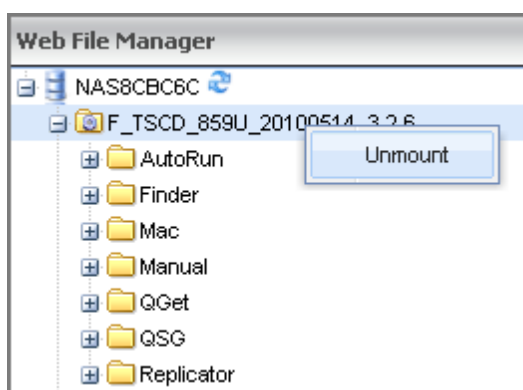 Web File Manager
NAS8CBC6C
F_TSCD_859U_20100514_3.2.6
Unmount
AutoRun
Finder
Mac
Manual
QGet
QSG
Replicator